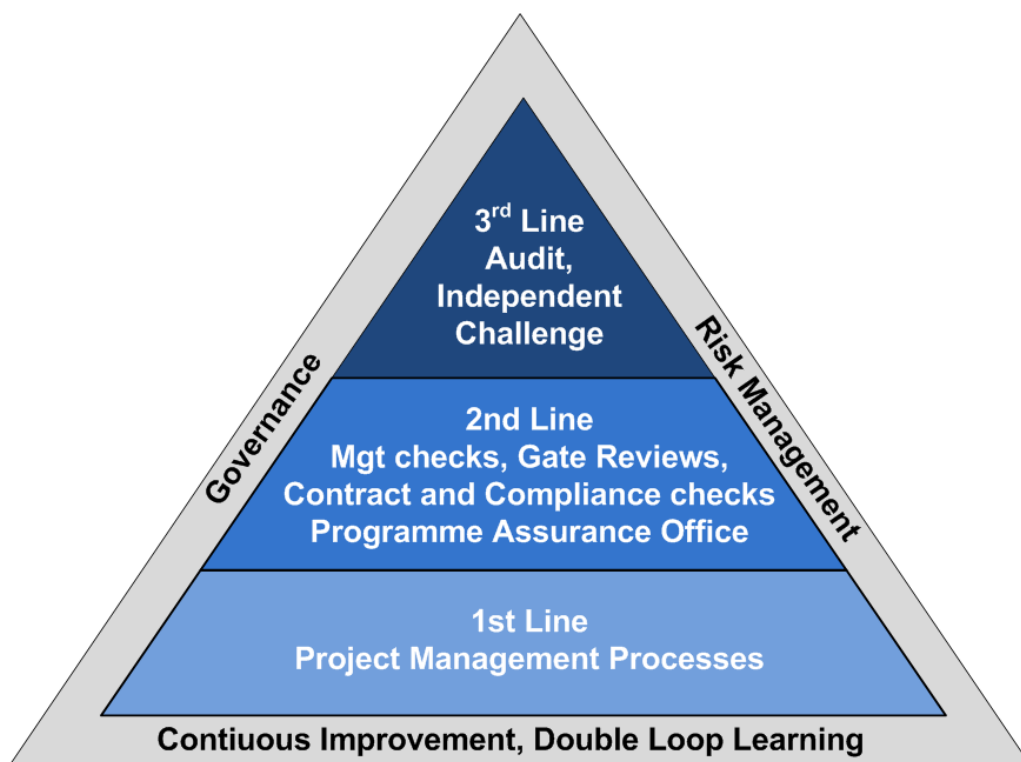 3rd Line
Audit,
Independent
Challenge
Governance
Risk Management
2nd Line
Mgt checks, Gate Reviews,
Contract and Compliance checks
Programme Assurance Office
1st Line
Project Management Processes
Contiuous Improvement, Double Loop Learning